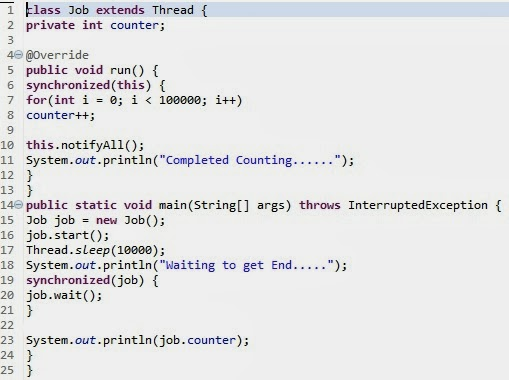 1 class Job extends Thread {
2 private int counter;
3
4 @Override
5 public void run() {
6 synchronized(this) {
7 for(int i = 0; i < 100000; i++)
8 counter++;
9
10 this.notifyAll();
11 System.out.println("Completed Counting......");
12 }
13 }
14 public static void main(String[] args) throws InterruptedException {
15 Job job = new Job();
16 job.start();
17 Thread.sleep(10000);
18 System.out.println("Waiting to get End.....");
19 synchronized(job) {
20 job.wait();
21 }
22
23 System.out.println(job.counter);
24 }
25 }